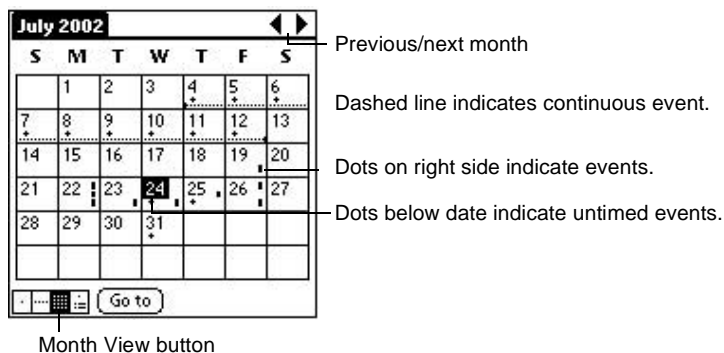 July 2002
Previous/next month
S M T W T F S
1 2 3 4 5 6
Dashed line indicates continuous event.
7 8 9 10 11 12 13
14 15 16 17 18 19 20
Dots on right side indicate events.
21 22 23 24 25 26 27
Dots below date indicate untimed events.
28 29 30 31
Go to
Month View button